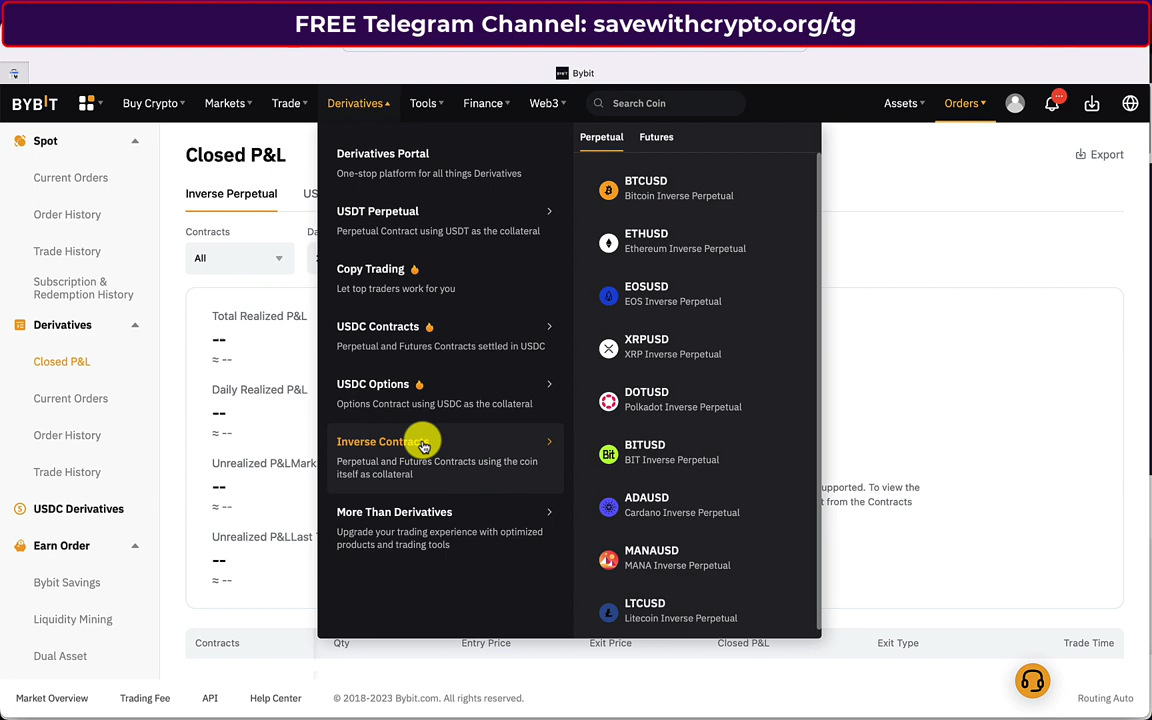 FREE Telegram Channel: savewithcrypto.org/tg
Bybit
BYBIT
Buy Crypto
Markets
Trade
Derivatives
Tools
Finance
Web3
Search Coin
Assets
Orders
Spot
Current Orders
Order History
Trade History
Subscription &
Redemption History
Derivatives
Closed P&L
Current Orders
Order History
Trade History
USDC Derivatives
Earn Order
Bybit Savings
Liquidity Mining
Dual Asset
Closed P&L
Export
Inverse Perpetual
US
Contracts
Da
All
Total Realized P&L
--
≈ --
Daily Realized P&L
--
≈ --
Unrealized P&LMark
--
≈ --
Unrealized P&LLast
--
≈ --
Derivatives Portal
One-stop platform for all things Derivatives
USDT Perpetual
Perpetual Contract using USDT as the collateral
Copy Trading
Let top traders work for you
USDC Contracts
Perpetual and Futures Contracts settled in USDC
USDC Options
Options Contract using USDC as the collateral
Inverse Contracts
Perpetual and Futures Contracts using the coin
itself as collateral
More Than Derivatives
Upgrade your trading experience with optimized
products and trading tools
Perpetual
Futures
BTCUSD
Bitcoin Inverse Perpetual
ETHUSD
Ethereum Inverse Perpetual
EOSUSD
EOS Inverse Perpetual
XRPUSD
XRP Inverse Perpetual
DOTUSD
Polkadot Inverse Perpetual
Bit
BITUSD
BIT Inverse Perpetual
ADAUSD
Cardano Inverse Perpetual
MANAUSD
MANA Inverse Perpetual
LTCUSD
Litecoin Inverse Perpetual
upported. To view the
t from the Contracts
Contracts
Qty
Entry Price
Exit Price
Closed P&L
Exit Type
Trade Time
Market Overview
Trading Fee
API
Help Center
© 2018-2023 Bybit.com. All rights reserved.
Routing Auto